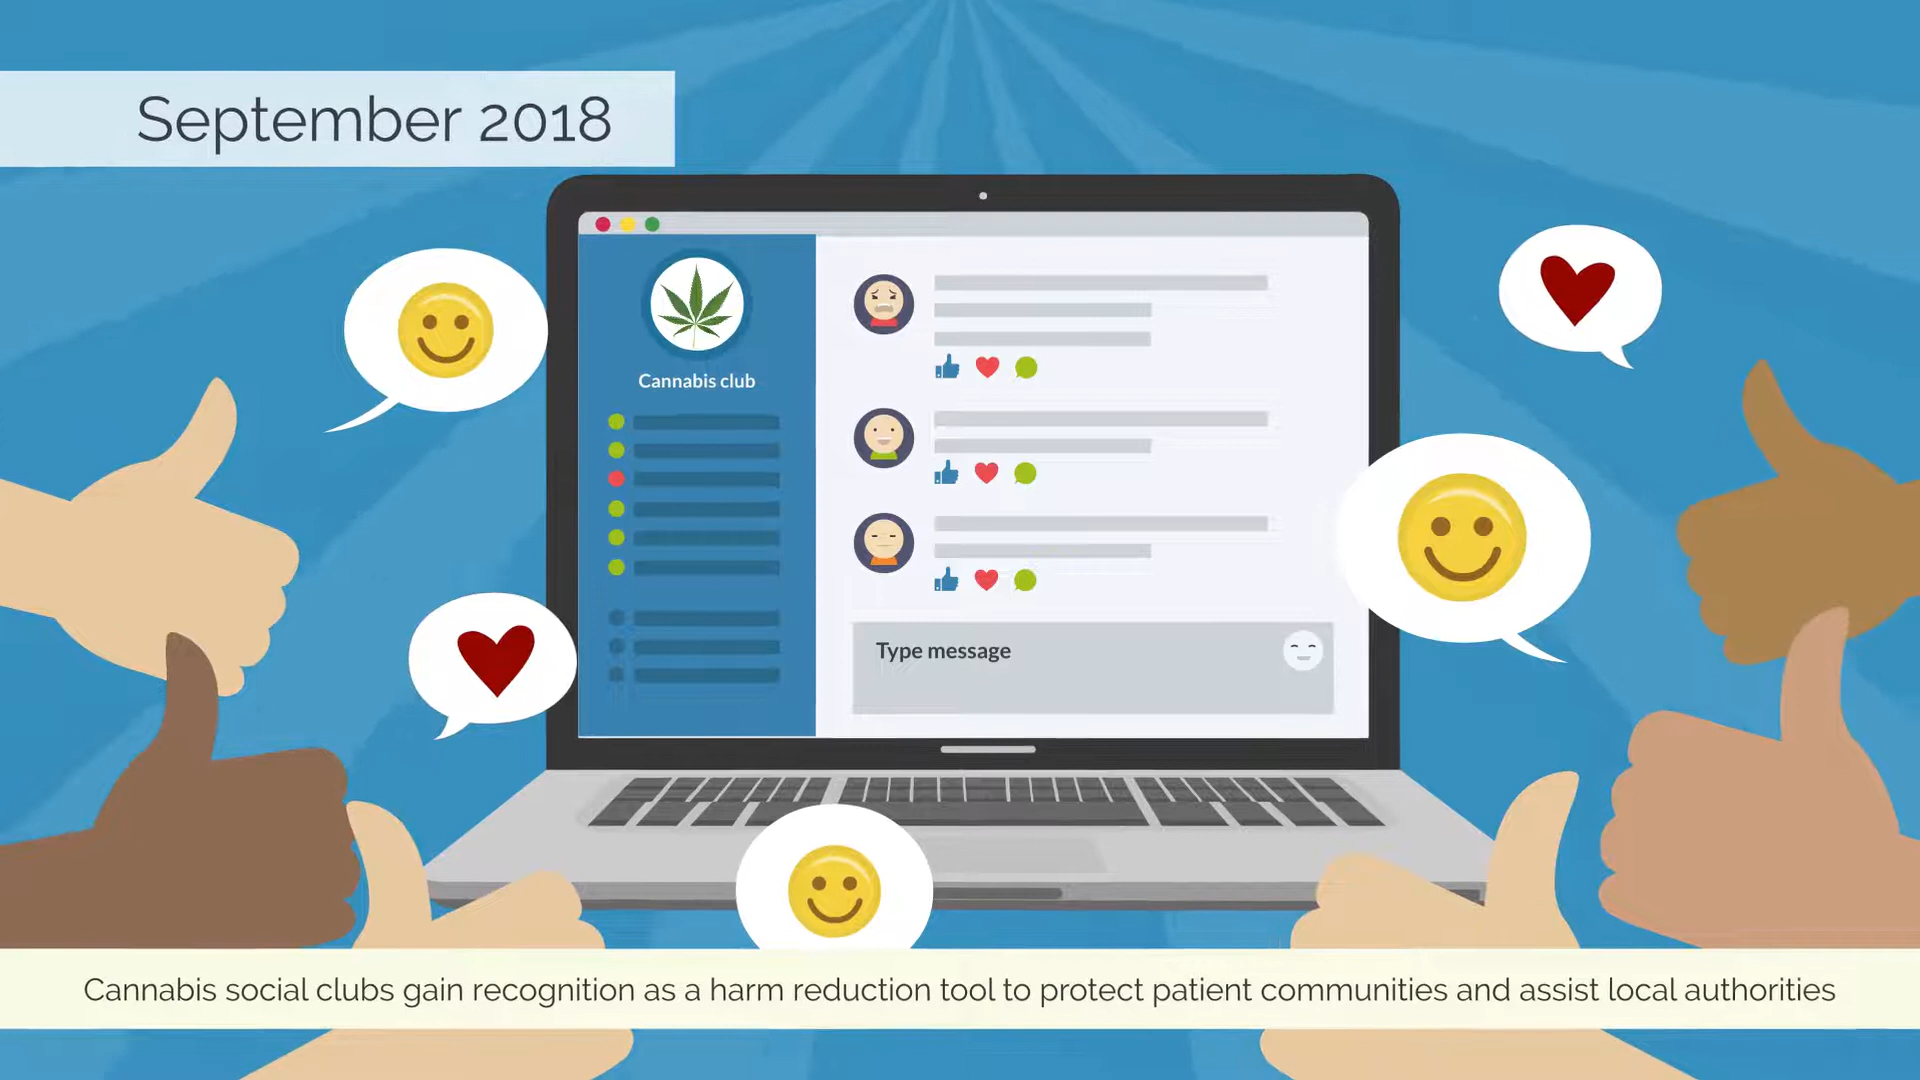 September 2018
Cannabis club
Type message
Cannabis social clubs gain recognition as a harm reduction tool to protect patient communities and assist local authorities